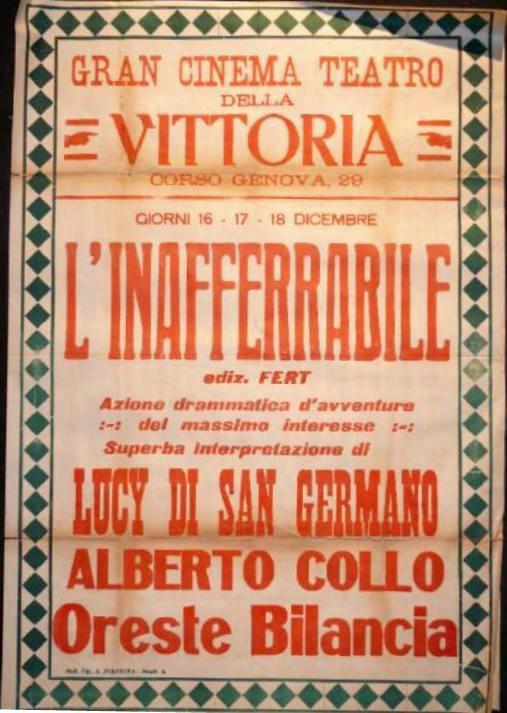 GRAN CINEMA TEATRO
DELLA
VITTORIA
CORSO GENOVA, 29
GIORNI 16 - 17 - 18 DICEMBRE
L'INAFFERRABILE
ediz. FERT
Azione drammatica d'avventure
:-: del massimo interesse :-:
Superba interpretazione di
LUCY DI SAN GERMANO
ALBERTO COLLO
Oreste Bilancia